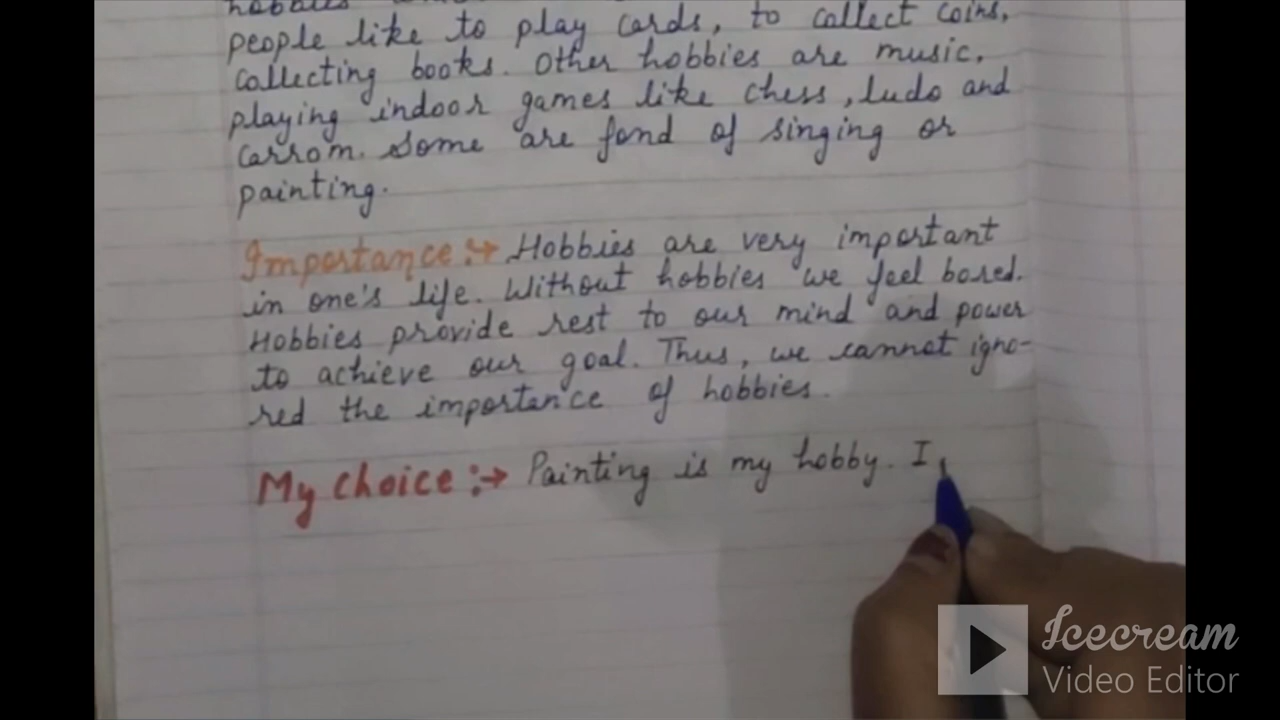 hobbies
people like to play cards, to collect coins,
collecting books. Other hobbies are music,
playing indoor games like chess, ludo and
carrom. Some are fond of singing or
painting.
Importance :→ Hobbies are very important
in one's life. Without hobbies we feel bored.
Hobbies provide rest to our mind and power
to achieve our goal. Thus, we cannot igno-
red the importance of hobbies.
My choice :→ Painting is my hobby. I
Icecream
Video Editor